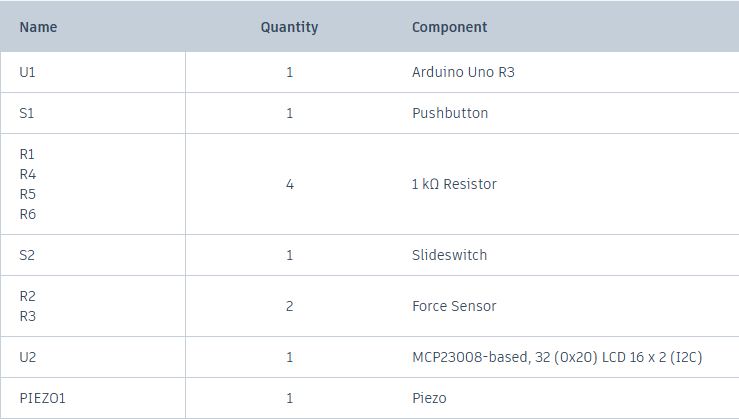 Name Quantity Component
U1 1 Arduino Uno R3
S1 1 Pushbutton
R1
R4
R5
R6
4 1 kΩ Resistor
S2 1 Slideswitch
R2
R3
2 Force Sensor
U2 1 MCP23008-based, 32 (0x20) LCD 16 x 2 (I2C)
PIEZO1 1 Piezo